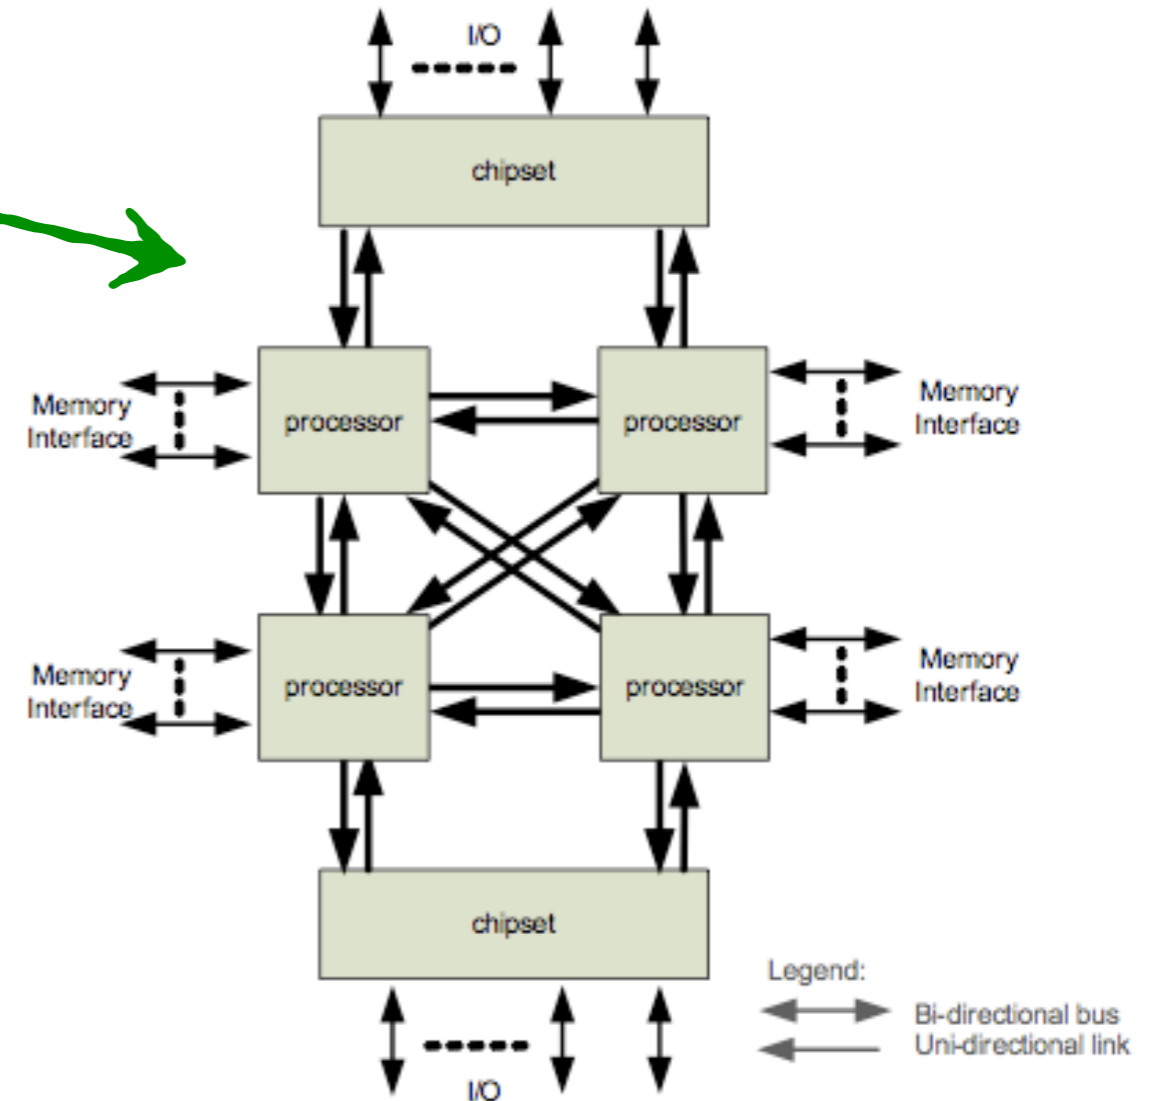 I/O
chipset
Memory
Interface
processor
processor
Memory
Interface
Memory
Interface
processor
processor
Memory
Interface
chipset
Legend:
Bi-directional bus
Uni-directional link
I/O